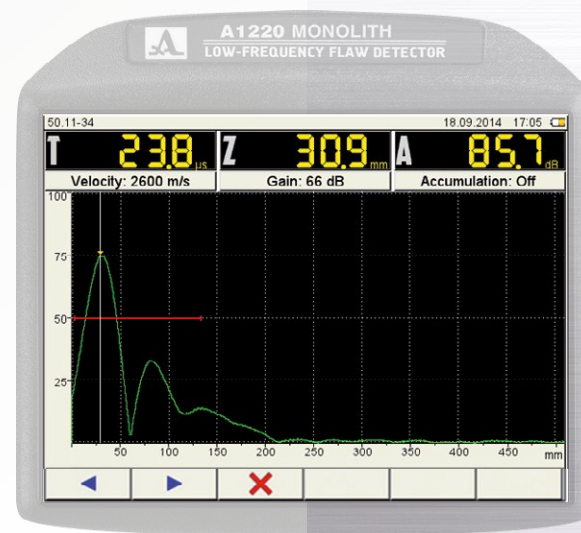 A1220 MONOLITH
LOW-FREQUENCY FLAW DETECTOR
50.11-34 18.09.2014 17:05
T 23.8 µs Z 30.9 mm A 85.7 dB
Velocity: 2600 m/s Gain: 66 dB Accumulation: Off
100
75
50
25
50 100 150 200 250 300 350 400 450 mm